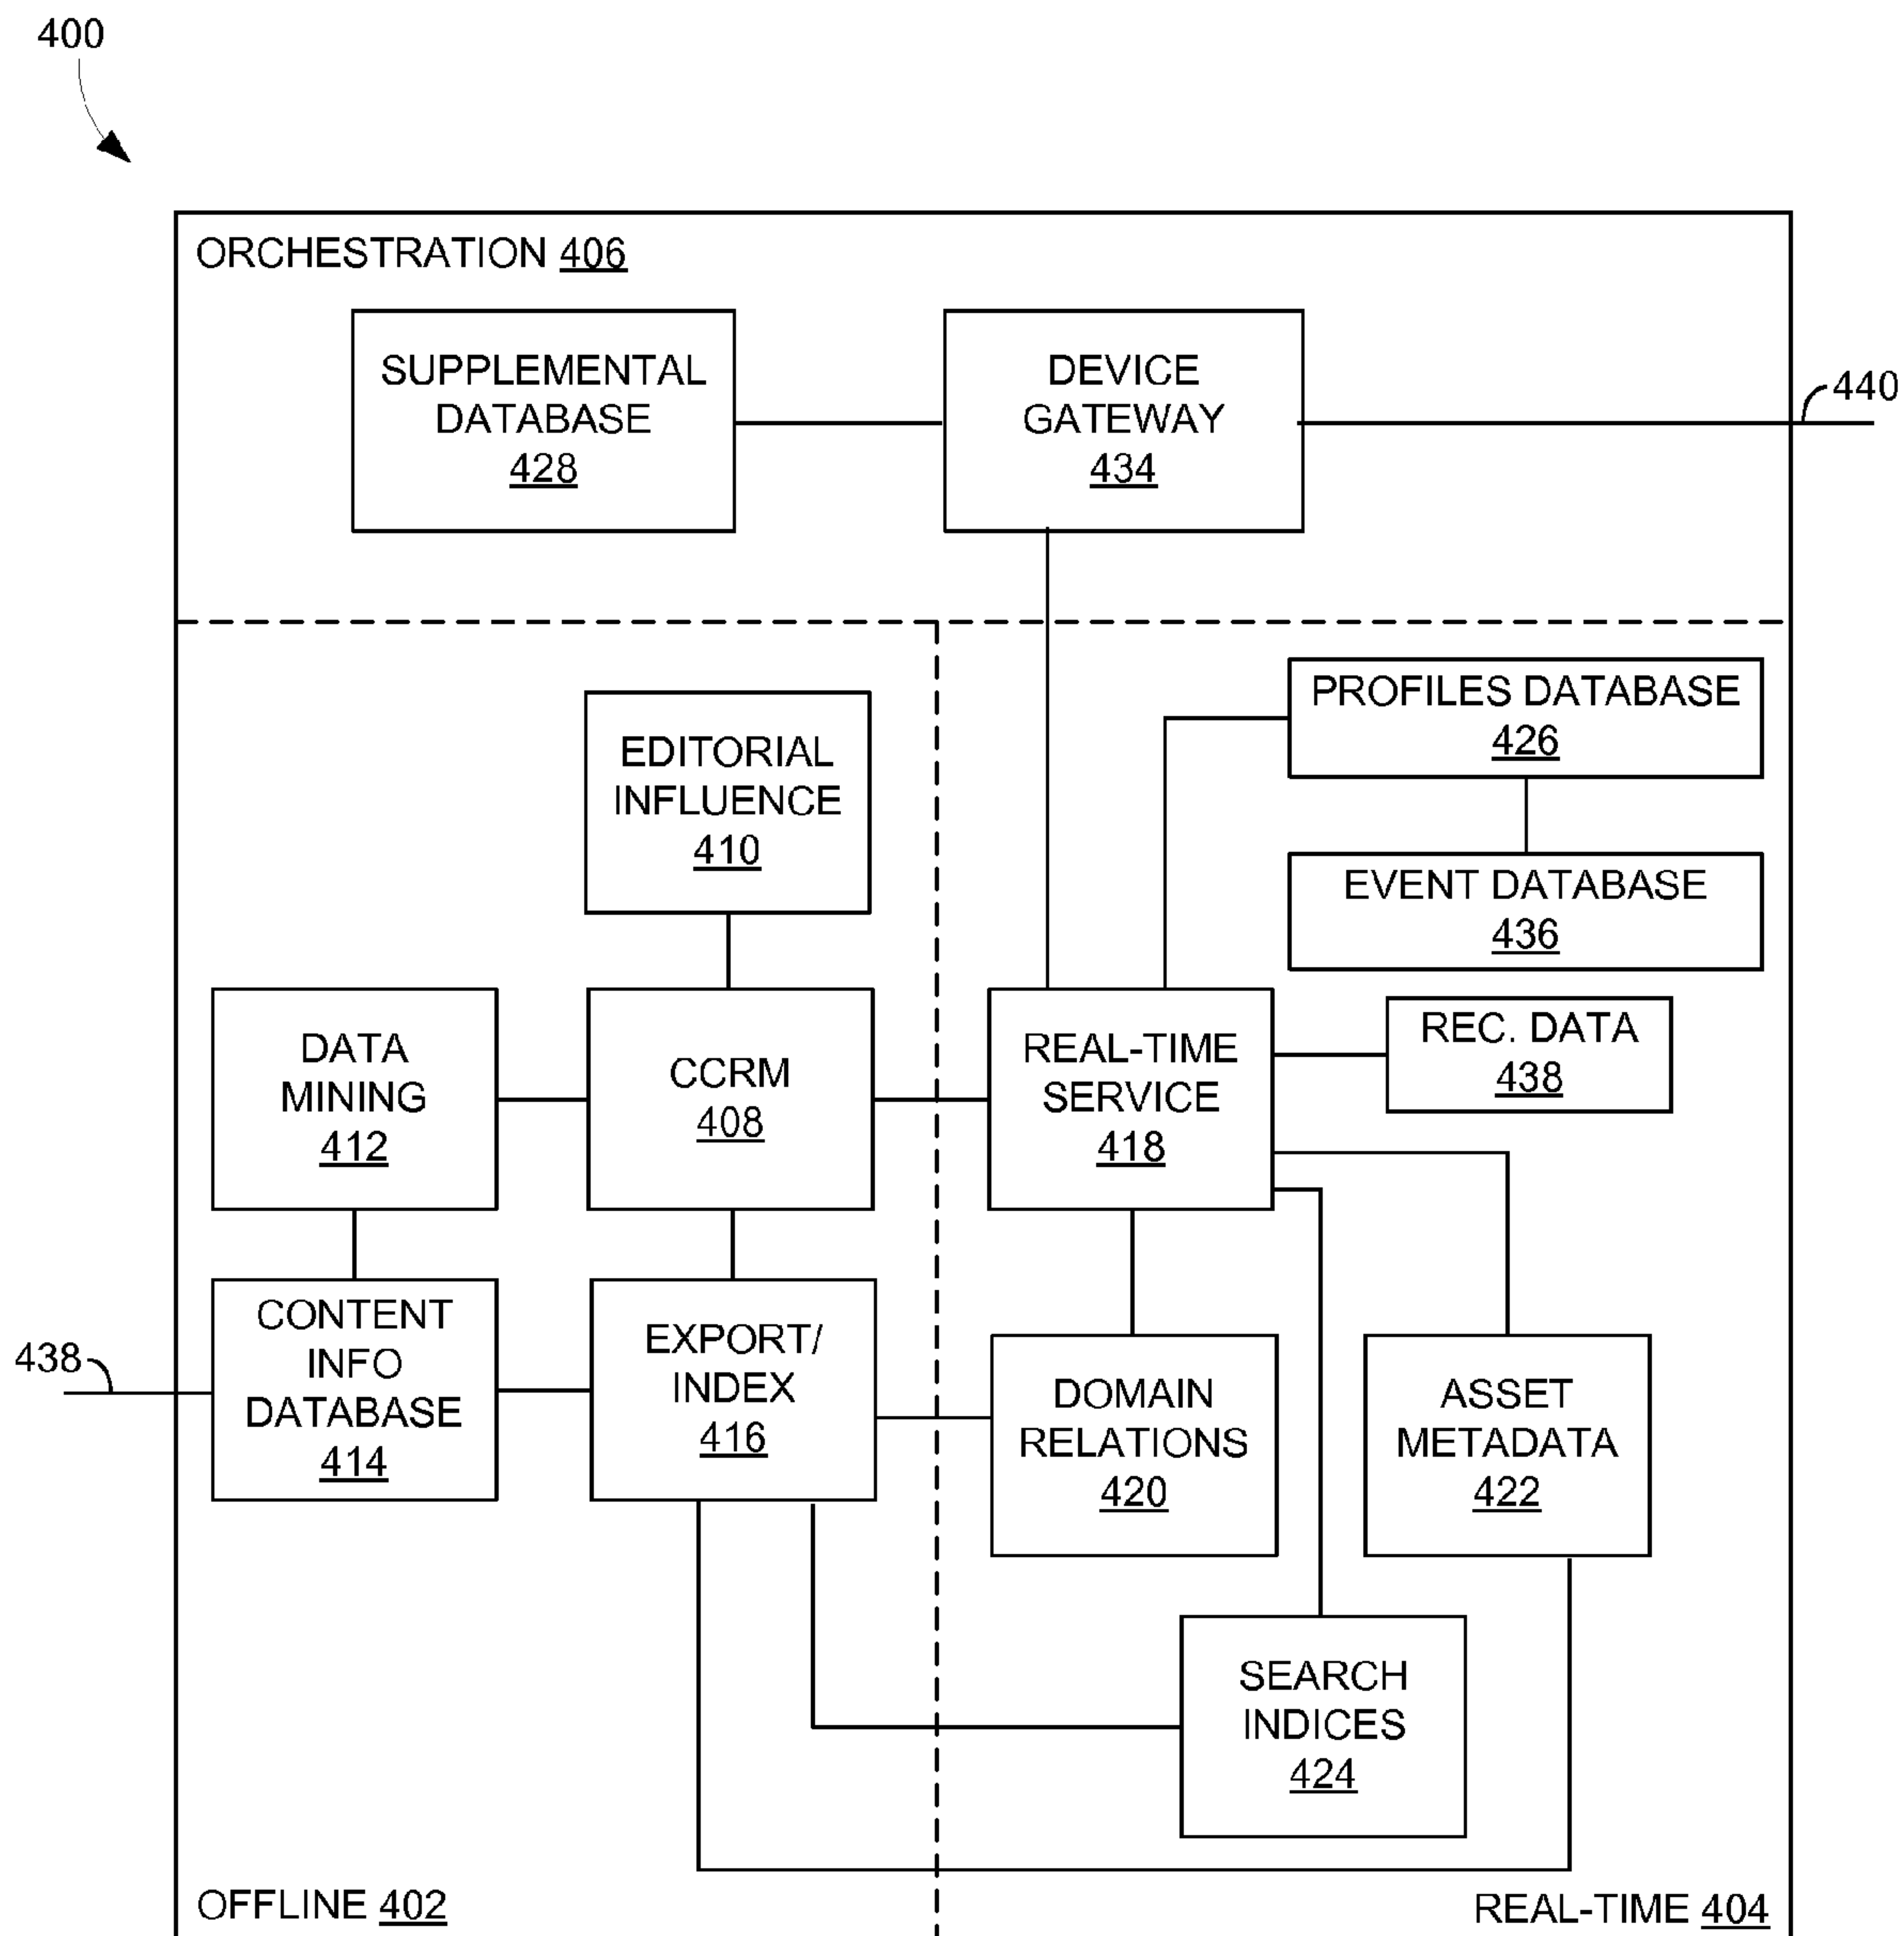 400
ORCHESTRATION 406
SUPPLEMENTAL
DATABASE
428
DEVICE
GATEWAY
434
440
PROFILES DATABASE
426
EVENT DATABASE
436
EDITORIAL
INFLUENCE
410
DATA
MINING
412
CCRM
408
REAL-TIME
SERVICE
418
REC. DATA
438
438
CONTENT
INFO
DATABASE
414
EXPORT/
INDEX
416
DOMAIN
RELATIONS
420
ASSET
METADATA
422
SEARCH
INDICES
424
OFFLINE 402
REAL-TIME 404